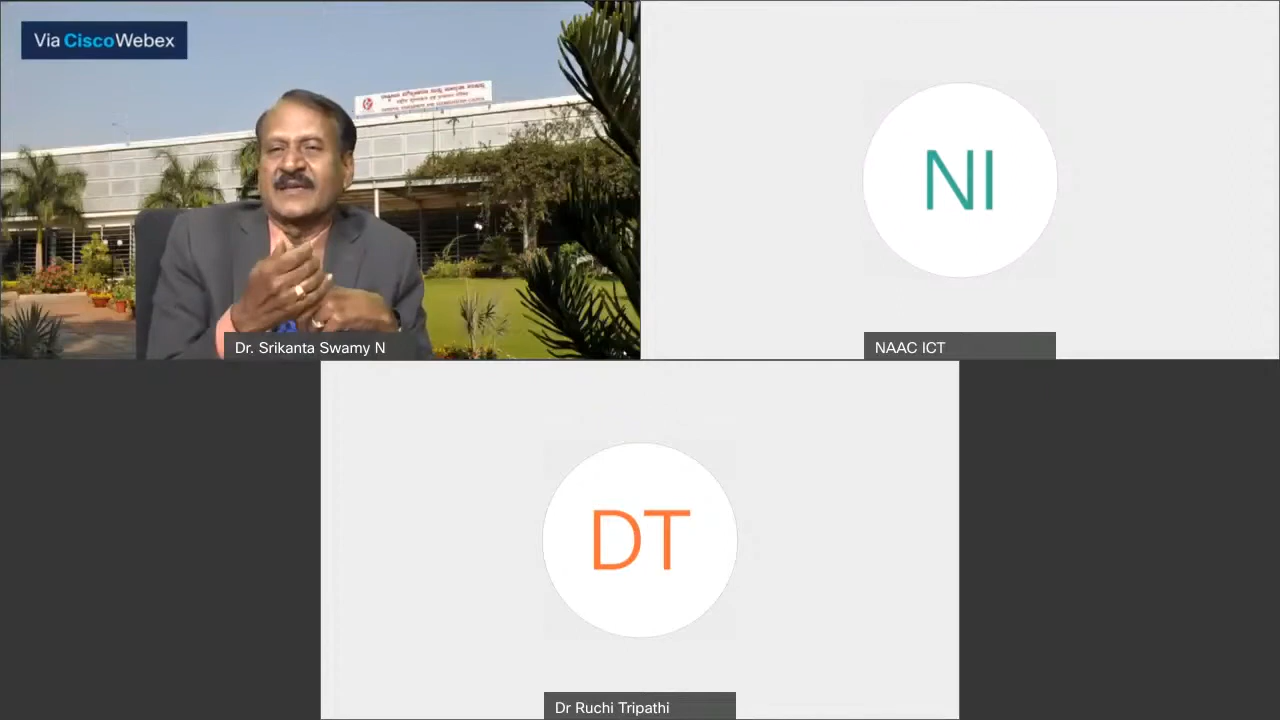 Via CiscoWebex
NI
Dr. Srikanta Swamy N
NAAC ICT
DT
Dr Ruchi Tripathi